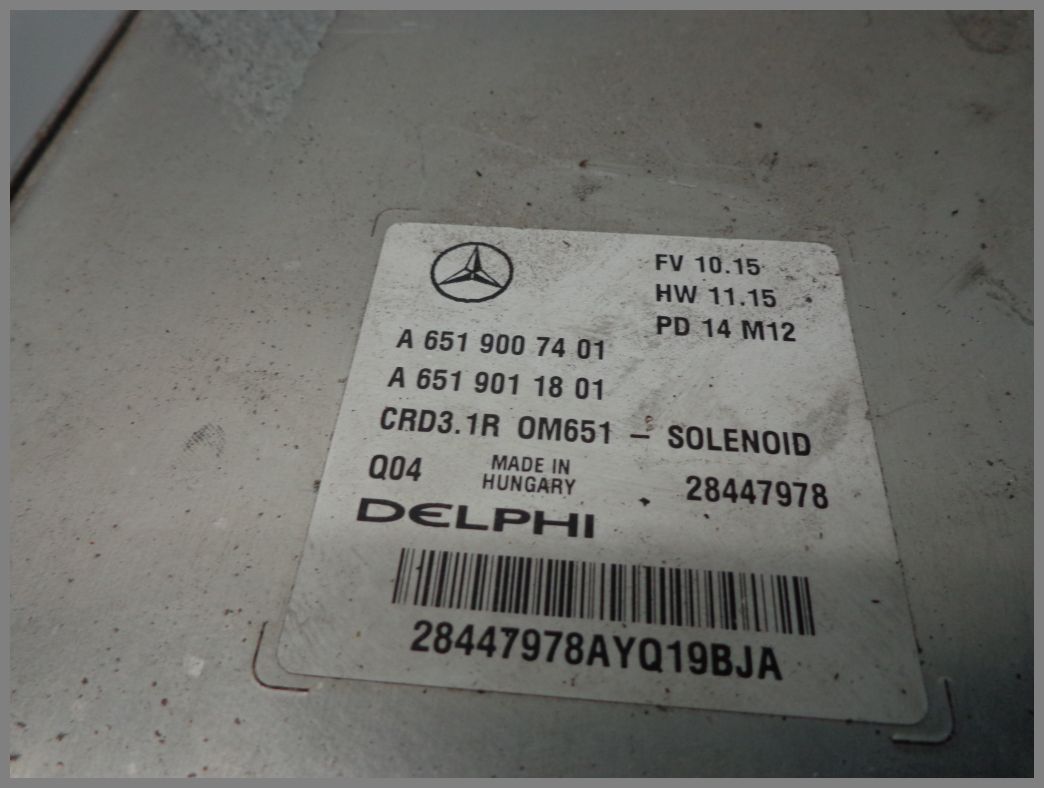 FV 10.15
HW 11.15
PD 14 M12
A 651 900 74 01
A 651 901 18 01
CRD3.1R OM651 – SOLENOID
Q04
MADE IN
HUNGARY
28447978
DELPHI
28447978AYQ19BJA